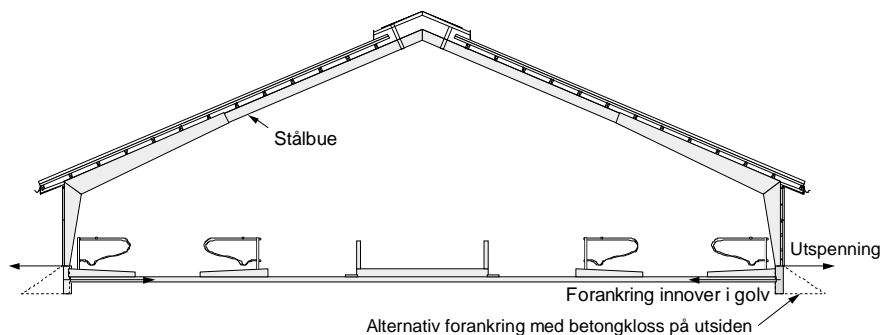 Stålbue
Utspenning
Forankring innover i golv
Alternativ forankring med betongkloss på utsiden